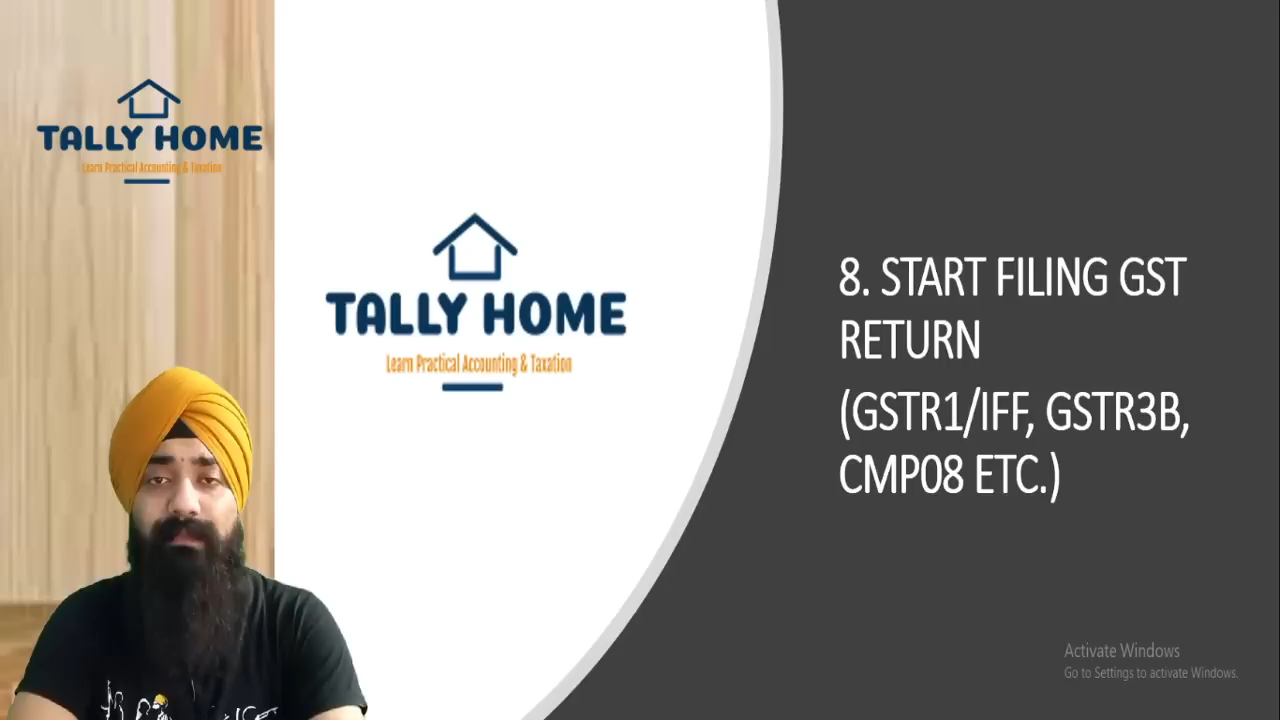 TALLY HOME
Learn Practical Accounting & Taxation
TALLY HOME
Learn Practical Accounting & Taxation
8. START FILING GST
RETURN
(GSTR1/IFF, GSTR3B,
CMP08 ETC.)
Activate Windows
Go to Settings to activate Windows.